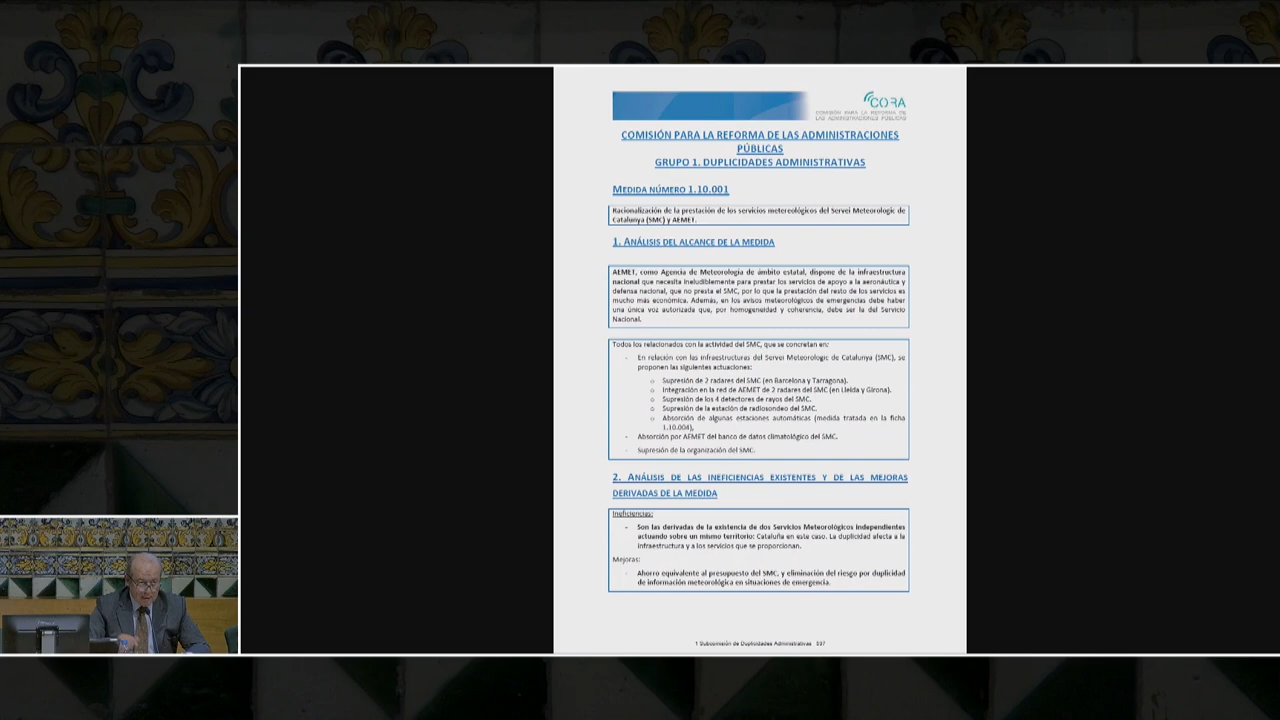 CORA
COMISIÓN PARA LA REFORMA DE
LAS ADMINISTRACIONES PÚBLICAS
COMISIÓN PARA LA REFORMA DE LAS ADMINISTRACIONES
PÚBLICAS
GRUPO 1. DUPLICIDADES ADMINISTRATIVAS
MEDIDA NÚMERO 1.10.001
Racionalización de la prestación de los servicios metereológicos del Servei Meteorologic de
Catalunya (SMC) y AEMET.
1. ANÁLISIS DEL ALCANCE DE LA MEDIDA
AEMET, como Agencia de Meteorología de ámbito estatal, dispone de la infraestructura
nacional que necesita ineludiblemente para prestar los servicios de apoyo a la aeronáutica y
defensa nacional, que no presta el SMC, por lo que la prestación del resto de los servicios es
mucho más económica. Además, en los avisos meteorológicos de emergencias debe haber
una única voz autorizada que, por homogeneidad y coherencia, debe ser la del Servicio
Nacional.
Todos los relacionados con la actividad del SMC, que se concretan en:
- En relación con las infraestructuras del Servei Meteorologic de Catalunya (SMC), se
proponen las siguientes actuaciones:
o Supresión de 2 radares del SMC (en Barcelona y Tarragona).
o Integración en la red de AEMET de 2 radares del SMC (en Lleida y Girona).
o Supresión de los 4 detectores de rayos del SMC.
o Supresión de la estación de radiosondeo del SMC.
o Absorción de algunas estaciones automáticas (medida tratada en la ficha
1.10.004),
- Absorción por AEMET del banco de datos climatológico del SMC.
- Supresión de la organización del SMC.
2. ANÁLISIS DE LAS INEFICIENCIAS EXISTENTES Y DE LAS MEJORAS
DERIVADAS DE LA MEDIDA
Ineficiencias:
- Son las derivadas de la existencia de dos Servicios Meteorológicos independientes
actuando sobre un mismo territorio: Cataluña en este caso. La duplicidad afecta a la
infraestructura y a los servicios que se proporcionan.
Mejoras:
- Ahorro equivalente al presupuesto del SMC, y eliminación del riesgo por duplicidad
de información meteorológica en situaciones de emergencia.
1 Subcomisión de Duplicidades Administrativas 597